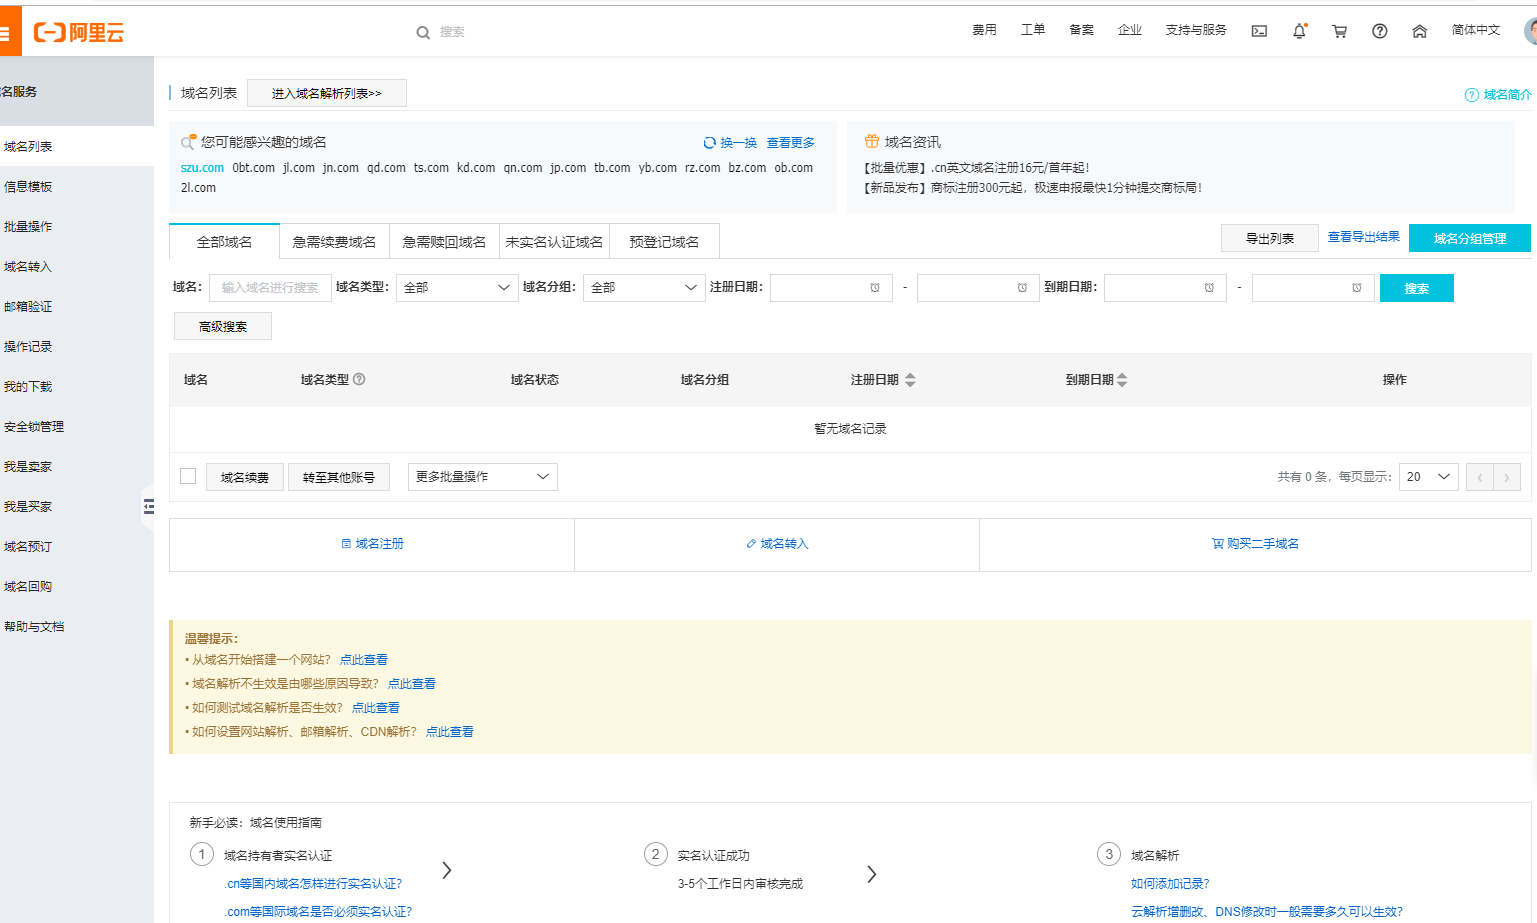 阿里云
搜索
费用 工单 备案 企业 支持与服务 简体中文
名服务
域名列表
信息模板
批量操作
域名转入
邮箱验证
操作记录
我的下载
安全锁管理
我是卖家
我是买家
域名预订
域名回购
帮助与文档
域名列表 进入域名解析列表>> 域名简介
您可能感兴趣的域名 换一换 查看更多
szu.com 0bt.com jl.com jn.com qd.com ts.com kd.com qn.com jp.com tb.com yb.com rz.com bz.com ob.com
2l.com
域名资讯
【批量优惠】.cn英文域名注册16元/首年起!
【新品发布】商标注册300元起，极速申报最快1分钟提交商标局!
全部域名 急需续费域名 急需赎回域名 未实名认证域名 预登记域名 导出列表 查看导出结果 域名分组管理
域名： 输入域名进行搜索 域名类型： 全部 域名分组： 全部 注册日期： - 到期日期： - 搜索
高级搜索
域名 域名类型 域名状态 域名分组 注册日期 到期日期 操作
暂无域名记录
域名续费 转至其他账号 更多批量操作 共有 0 条，每页显示： 20
域名注册 域名转入 购买二手域名
温馨提示：
• 从域名开始搭建一个网站？ 点此查看
• 域名解析不生效是由哪些原因导致？ 点此查看
• 如何测试域名解析是否生效？ 点此查看
• 如何设置网站解析、邮箱解析、CDN解析？ 点此查看
新手必读：域名使用指南
1 域名持有者实名认证
.cn等国内域名怎样进行实名认证？
.com等国际域名是否必须实名认证？
2 实名认证成功
3-5个工作日内审核完成
3 域名解析
如何添加记录？
云解析增删改、DNS修改时一般需要多久可以生效？